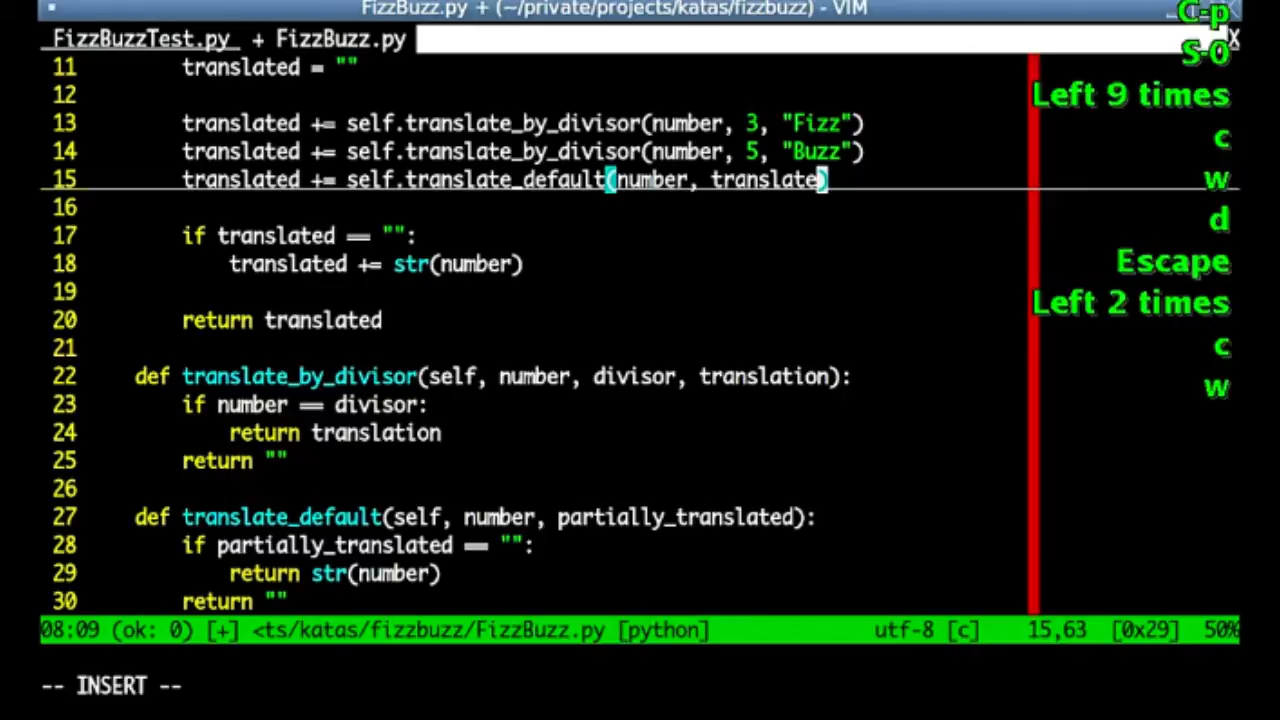 FizzBuzz.py + (~/private/projects/katas/fizzbuzz) - VIM
FizzBuzzTest.py + FizzBuzz.py X
11 translated = ""
12
13 translated += self.translate_by_divisor(number, 3, "Fizz")
14 translated += self.translate_by_divisor(number, 5, "Buzz")
15 translated += self.translate_default(number, translate)
16
17 if translated == "":
18 translated += str(number)
19
20 return translated
21
22 def translate_by_divisor(self, number, divisor, translation):
23 if number == divisor:
24 return translation
25 return ""
26
27 def translate_default(self, number, partially_translated):
28 if partially_translated == "":
29 return str(number)
30 return ""
08:09 (ok: 0) [+] <ts/katas/fizzbuzz/FizzBuzz.py [python] utf-8 [c] 15,63 [0x29] 50%
-- INSERT --
C-p
S-O
Left 9 times
c
w
d
Escape
Left 2 times
c
w